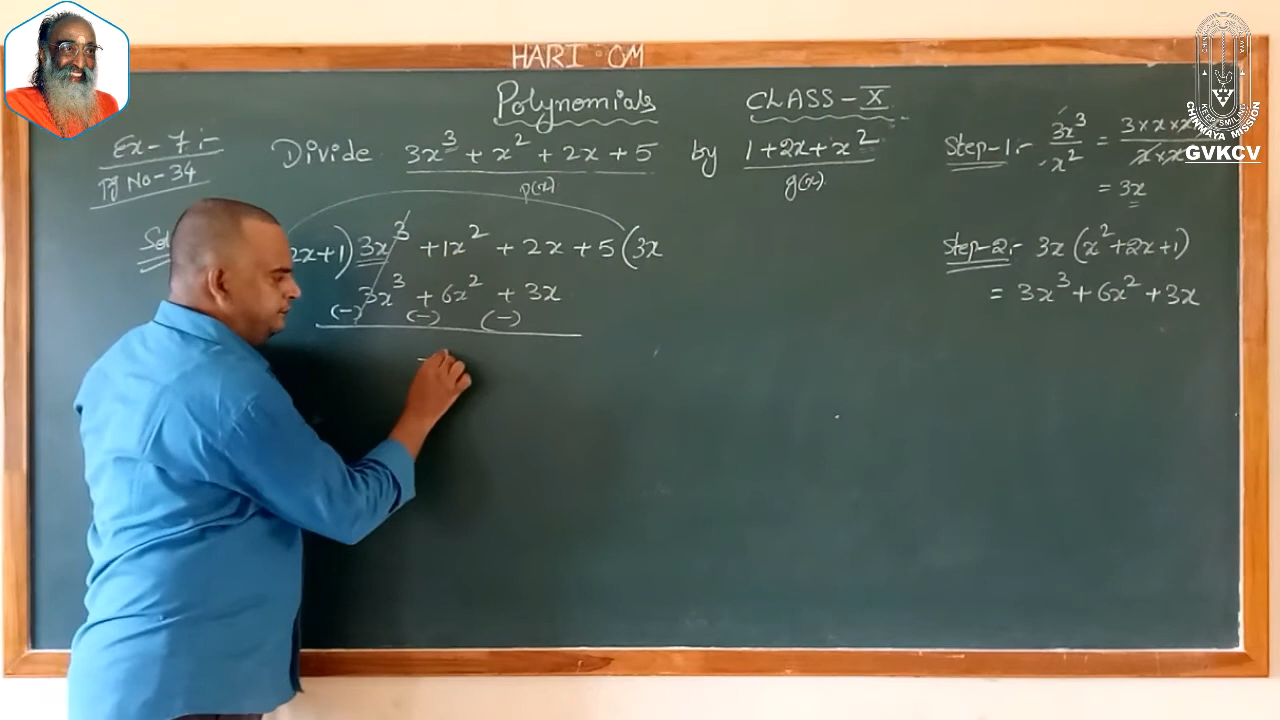 HARI · OM
Polynomials CLASS - X
Ex - 7 :-
Pg No - 34
Divide 3x³ + x² + 2x + 5 by 1 + 2x + x²
p(x) g(x)
2x+1) 3x³ + 1x² + 2x + 5 (3x
3x³ + 6x² + 3x
(-) (-) (-)
Step-1:- 3x³/x² = 3×x×x
= 3x
Step-2:- 3x (x² + 2x + 1)
= 3x³ + 6x² + 3x
CHINMAYA MISSION
GVKCV